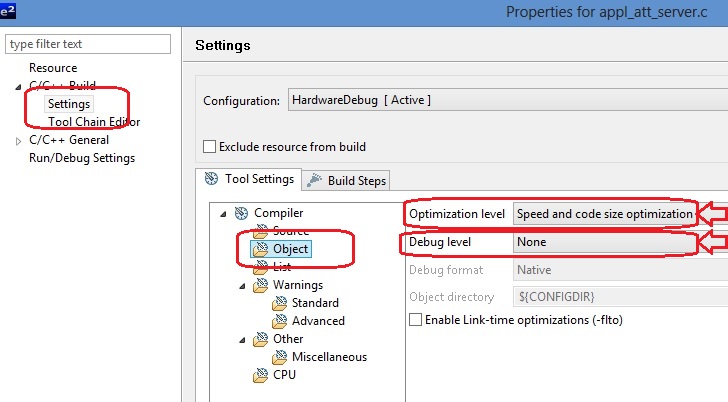 e²
Properties for appl_att_server.c
type filter text
Resource
C/C++ Build
Settings
Tool Chain Editor
C/C++ General
Run/Debug Settings
Settings
Configuration:
HardwareDebug [ Active ]
Exclude resource from build
Tool Settings
Build Steps
Compiler
Source
Object
List
Warnings
Standard
Advanced
Other
Miscellaneous
CPU
Optimization level
Speed and code size optimization
Debug level
None
Debug format
Native
Object directory
${CONFIGDIR}
Enable Link-time optimizations (-flto)